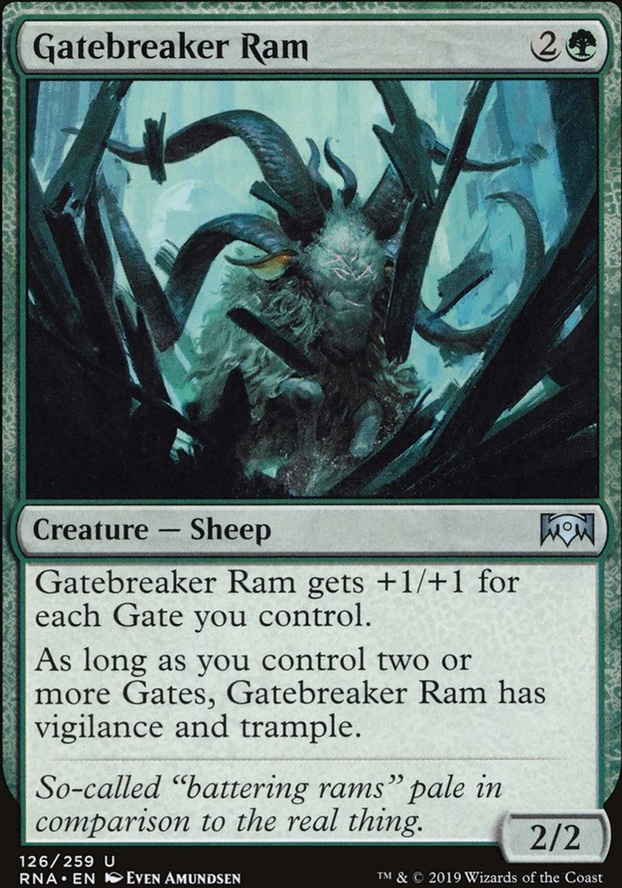 Gatebreaker Ram 2
Creature — Sheep
Gatebreaker Ram gets +1/+1 for
each Gate you control.
As long as you control two or
more Gates, Gatebreaker Ram has
vigilance and trample.
So-called “battering rams” pale in
comparison to the real thing.
2/2
126/259 U
RNA • EN Even Amundsen
™ & © 2019 Wizards of the Coast